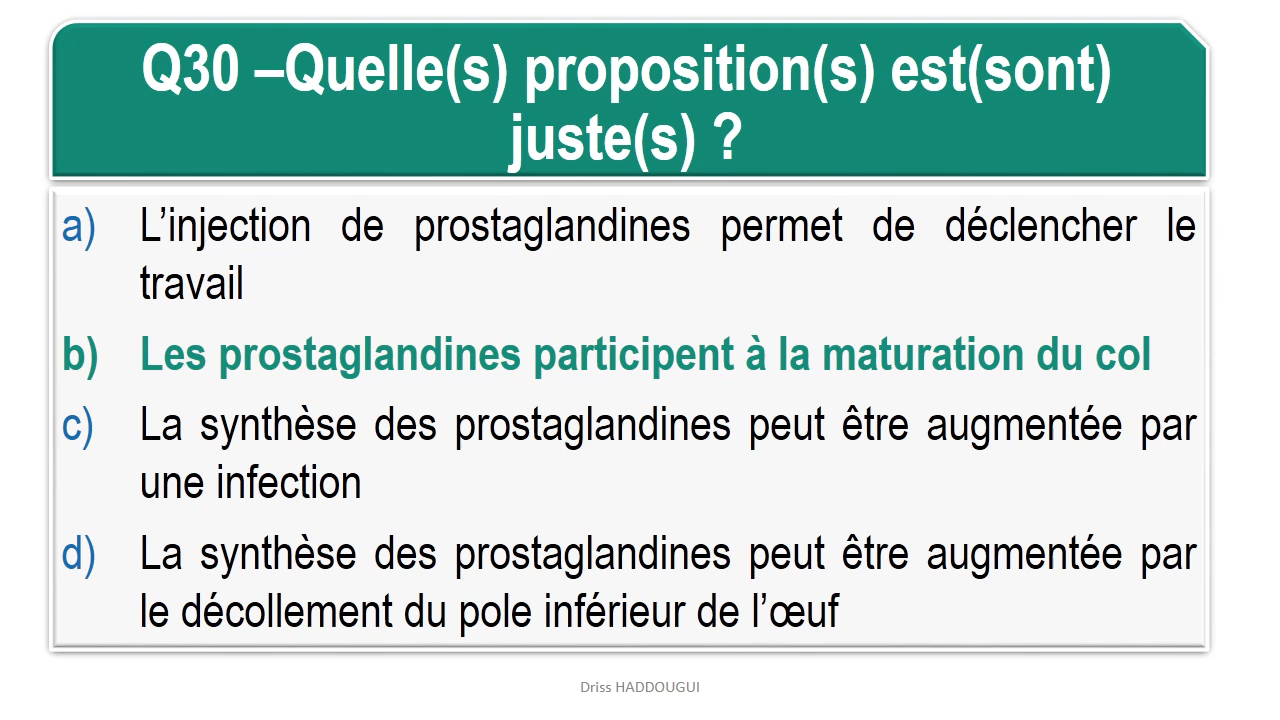 Q30 –Quelle(s) proposition(s) est(sont)
juste(s) ?
a) L’injection de prostaglandines permet de déclencher le
travail
b) Les prostaglandines participent à la maturation du col
c) La synthèse des prostaglandines peut être augmentée par
une infection
d) La synthèse des prostaglandines peut être augmentée par
le décollement du pole inférieur de l’œuf
Driss HADDOUGUI